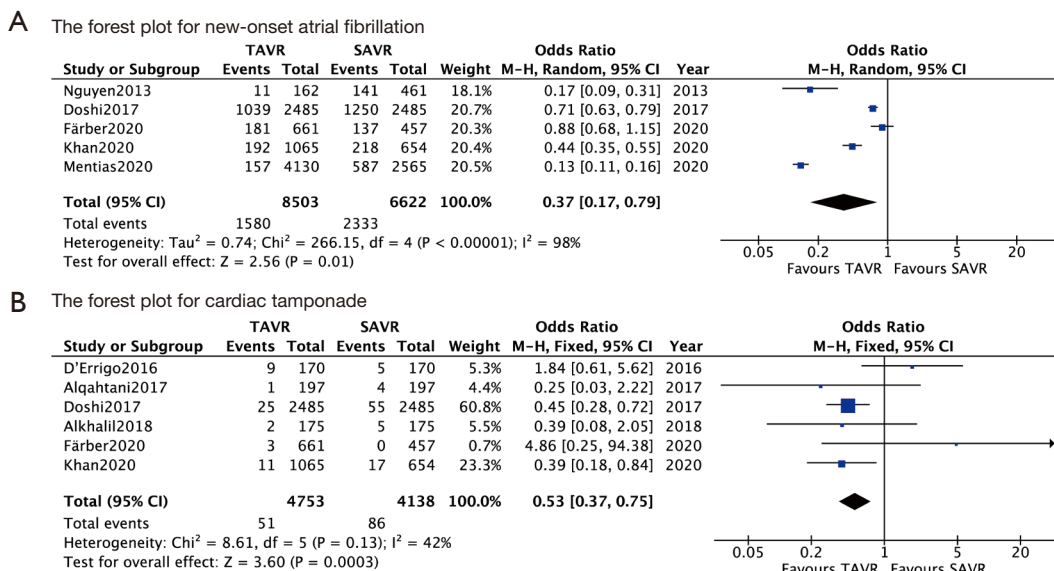 A The forest plot for new-onset atrial fibrillation
TAVR SAVR Odds Ratio Odds Ratio
Study or Subgroup Events Total Events Total Weight M-H, Random, 95% CI Year M-H, Random, 95% CI
Nguyen2013 11 162 141 461 18.1% 0.17 [0.09, 0.31] 2013
Doshi2017 1039 2485 1250 2485 20.7% 0.71 [0.63, 0.79] 2017
Färber2020 181 661 137 457 20.3% 0.88 [0.68, 1.15] 2020
Khan2020 192 1065 218 654 20.4% 0.44 [0.35, 0.55] 2020
Mentias2020 157 4130 587 2565 20.5% 0.13 [0.11, 0.16] 2020
Total (95% CI) 8503 6622 100.0% 0.37 [0.17, 0.79]
Total events 1580 2333
Heterogeneity: Tau² = 0.74; Chi² = 266.15, df = 4 (P < 0.00001); I² = 98%
Test for overall effect: Z = 2.56 (P = 0.01)
0.05 0.2 1 5 20
Favours TAVR Favours SAVR
B The forest plot for cardiac tamponade
TAVR SAVR Odds Ratio Odds Ratio
Study or Subgroup Events Total Events Total Weight M-H, Fixed, 95% CI Year M-H, Fixed, 95% CI
D'Errigo2016 9 170 5 170 5.3% 1.84 [0.61, 5.62] 2016
Alqahtani2017 1 197 4 197 4.4% 0.25 [0.03, 2.22] 2017
Doshi2017 25 2485 55 2485 60.8% 0.45 [0.28, 0.72] 2017
Alkhalil2018 2 175 5 175 5.5% 0.39 [0.08, 2.05] 2018
Färber2020 3 661 0 457 0.7% 4.86 [0.25, 94.38] 2020
Khan2020 11 1065 17 654 23.3% 0.39 [0.18, 0.84] 2020
Total (95% CI) 4753 4138 100.0% 0.53 [0.37, 0.75]
Total events 51 86
Heterogeneity: Chi² = 8.61, df = 5 (P = 0.13); I² = 42%
Test for overall effect: Z = 3.60 (P = 0.0003)
0.05 0.2 1 5 20
Favours TAVR Favours SAVR